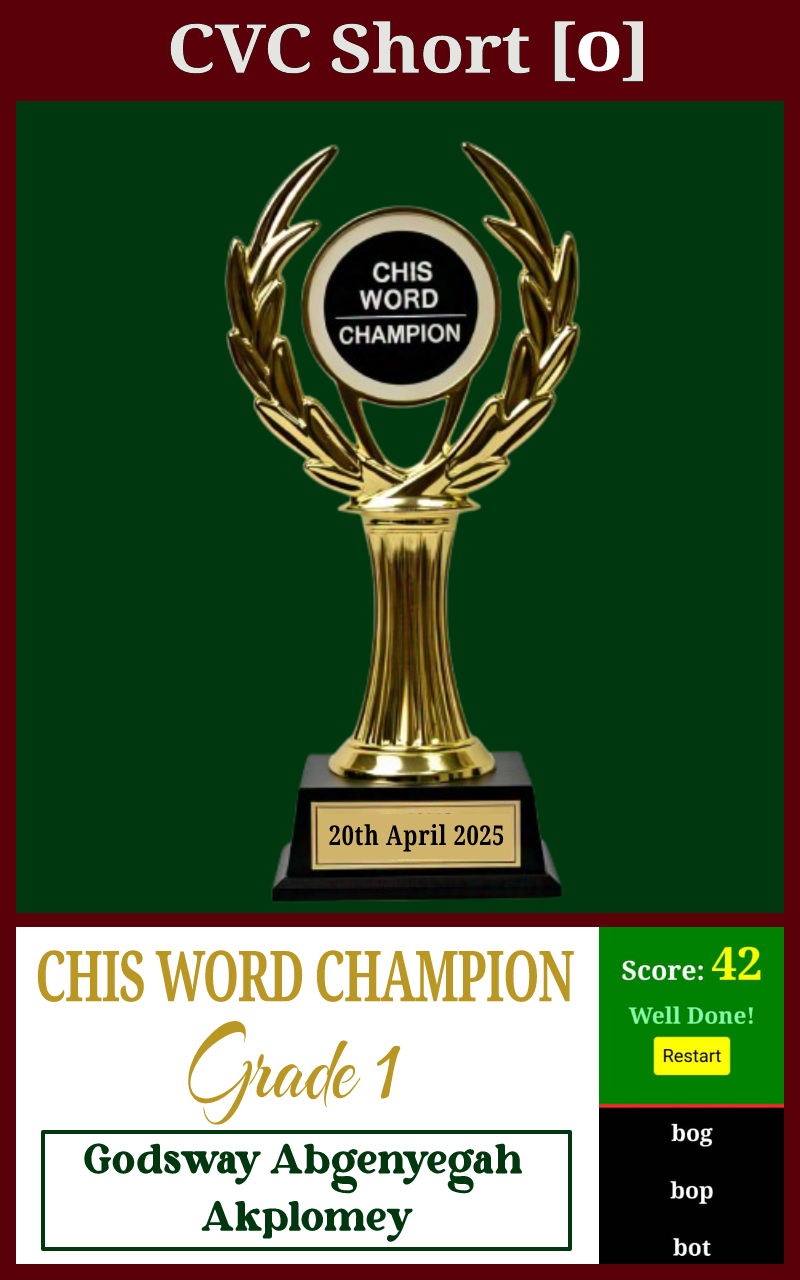 CVC Short [o]
CHIS
WORD
CHAMPION
20th April 2025
CHIS WORD CHAMPION
Grade 1
Godsway Abgenyegah
Akplomey
Score: 42
Well Done!
Restart
bog
bop
bot